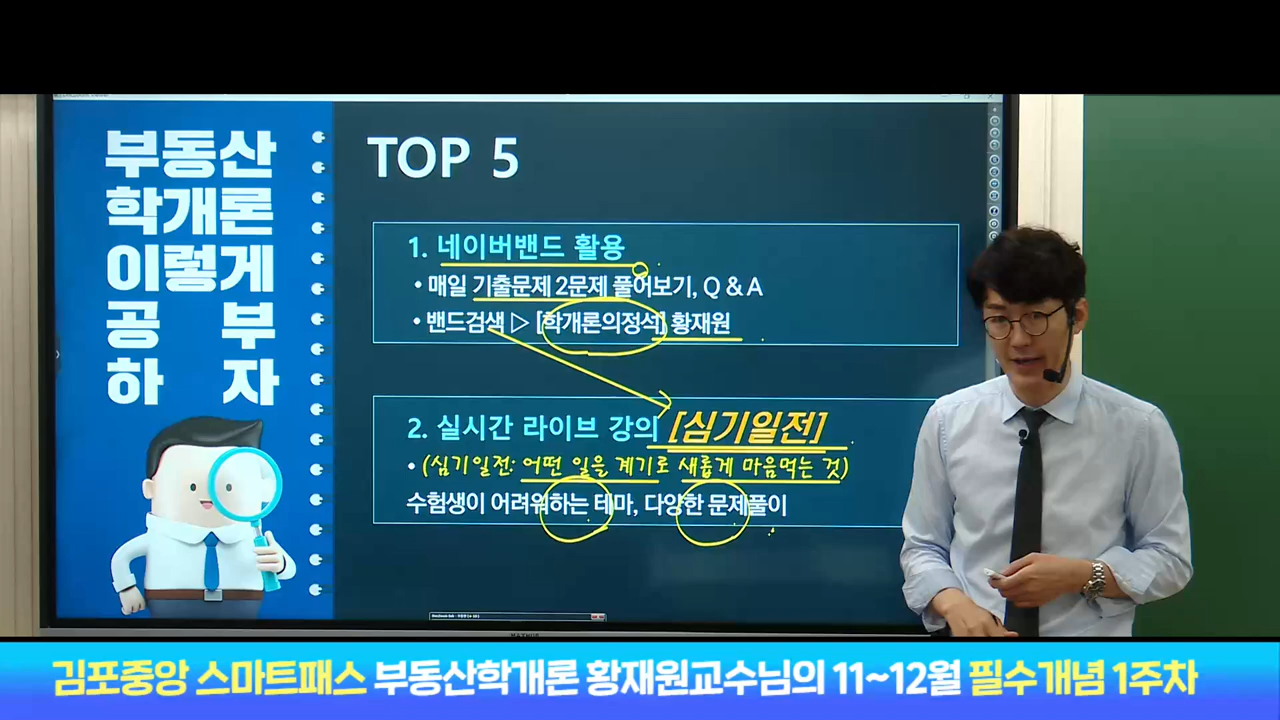 부동산
학개론
이렇게
공 부
하 자
TOP 5
1. 네이버밴드 활용
• 매일 기출문제 2문제 풀어보기, Q & A
• 밴드검색 ▷ [학개론의정석] 황재원
2. 실시간 라이브 강의 [심기일전]
• (심기일전: 어떤 일을 계기로 새롭게 마음먹는 것)
수험생이 어려워하는 테마, 다양한 문제풀이
김포중앙 스마트패스 부동산학개론 황재원교수님의 11~12월 필수개념 1주차